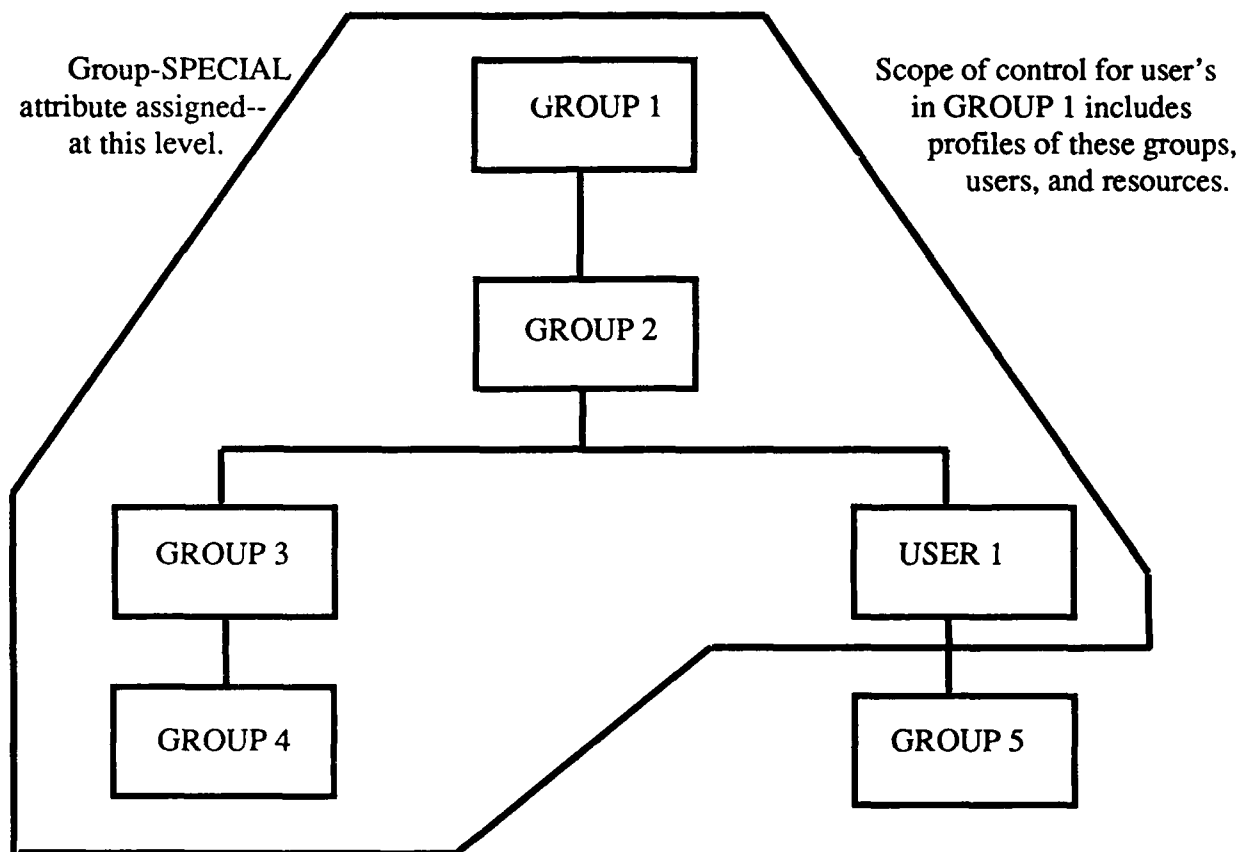 Group-SPECIAL
attribute assigned--
at this level.
GROUP 1
Scope of control for user's
in GROUP 1 includes
profiles of these groups,
users, and resources.
GROUP 2
GROUP 3
USER 1
GROUP 4
GROUP 5